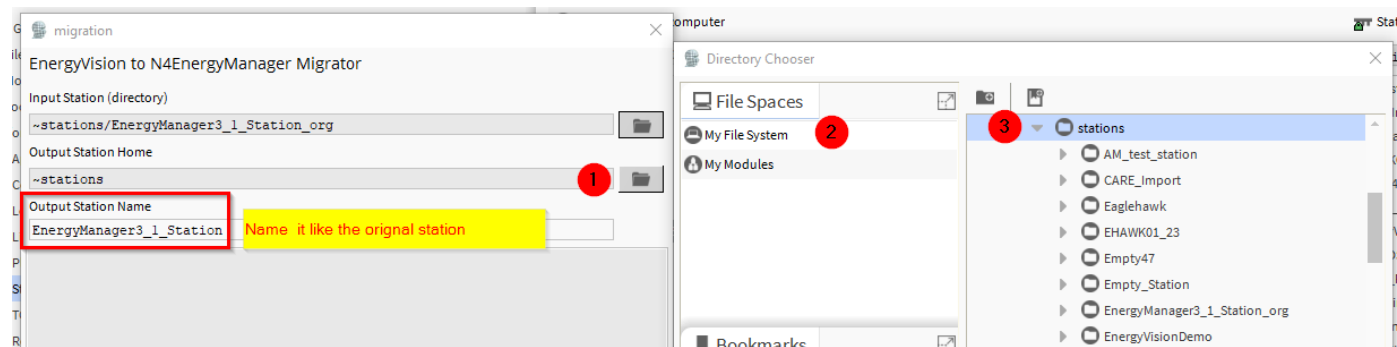 migration
EnergyVision to N4EnergyManager Migrator
Input Station (directory)
~stations/EnergyManager3_1_Station_org
Output Station Home
~stations
1
Output Station Name
EnergyManager3_1_Station
Name it like the orignal station
omputer
Stat
Directory Chooser
File Spaces
My File System
2
My Modules
Bookmarks
3
stations
AM_test_station
CARE_Import
Eaglehawk
EHAWK01_23
Empty47
Empty_Station
EnergyManager3_1_Station_org
EnergyVisionDemo